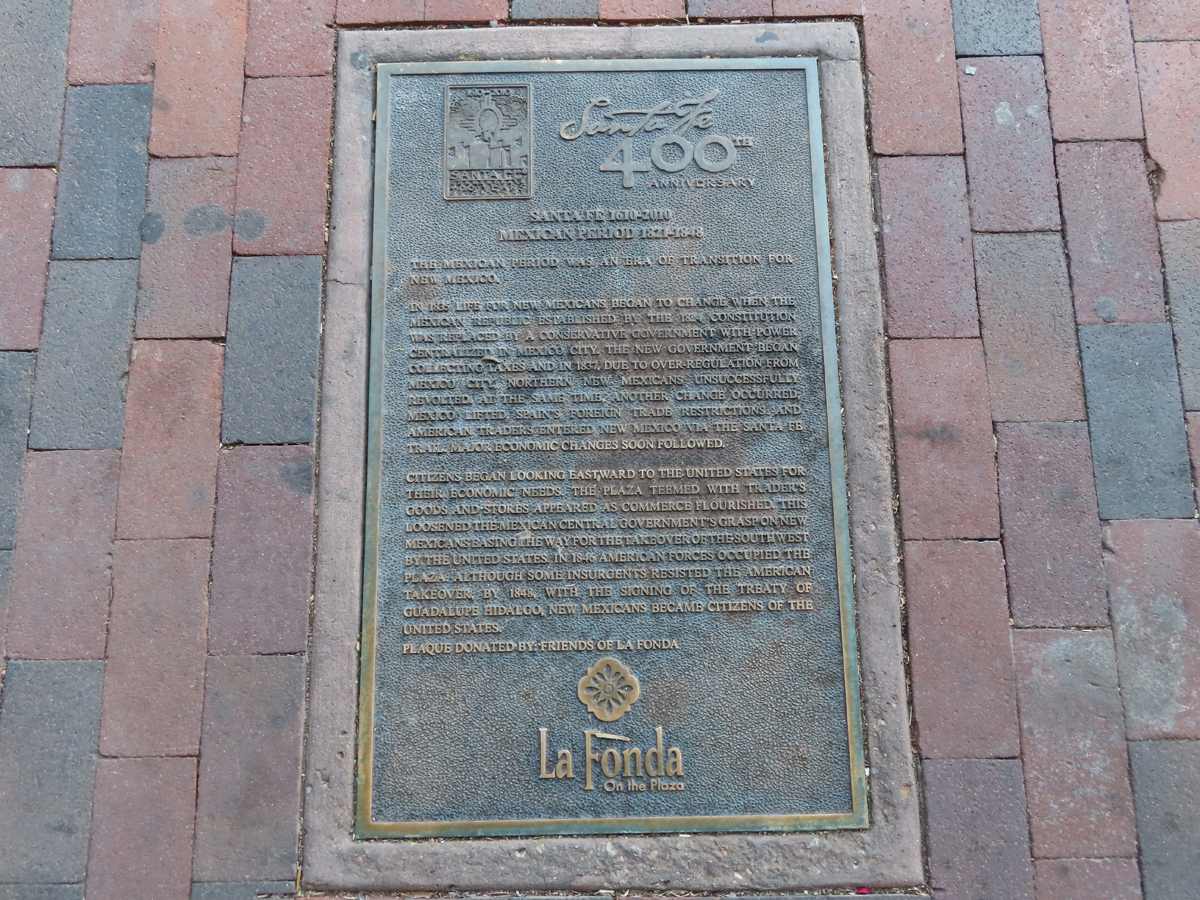 1610-2010
SANTA FE
Santa Fe
400TH
ANNIVERSARY
SANTA FE 1610-2010
MEXICAN PERIOD 1821-1848
THE MEXICAN PERIOD WAS AN ERA OF TRANSITION FOR
NEW MEXICO.
IN 1835 LIFE FOR NEW MEXICANS BEGAN TO CHANGE WHEN THE
MEXICAN REPUBLIC ESTABLISHED BY THE 1824 CONSTITUTION
WAS REPLACED BY A CONSERVATIVE GOVERNMENT WITH POWER
CENTRALIZED IN MEXICO CITY. THE NEW GOVERNMENT BEGAN
COLLECTING TAXES AND IN 1837, DUE TO OVER-REGULATION FROM
MEXICO CITY, NORTHERN NEW MEXICANS UNSUCCESSFULLY
REVOLTED. AT THE SAME TIME, ANOTHER CHANGE OCCURRED;
MEXICO LIFTED SPAIN'S FOREIGN TRADE RESTRICTIONS AND
AMERICAN TRADERS ENTERED NEW MEXICO VIA THE SANTA FE
TRAIL. MAJOR ECONOMIC CHANGES SOON FOLLOWED.
CITIZENS BEGAN LOOKING EASTWARD TO THE UNITED STATES FOR
THEIR ECONOMIC NEEDS. THE PLAZA TEEMED WITH TRADER'S
GOODS AND STORES APPEARED AS COMMERCE FLOURISHED. THIS
LOOSENED THE MEXICAN CENTRAL GOVERNMENT'S GRASP ON NEW
MEXICANS EASING THE WAY FOR THE TAKEOVER OF THE SOUTHWEST
BY THE UNITED STATES. IN 1846 AMERICAN FORCES OCCUPIED THE
PLAZA. ALTHOUGH SOME INSURGENTS RESISTED THE AMERICAN
TAKEOVER, BY 1848, WITH THE SIGNING OF THE TREATY OF
GUADALUPE HIDALGO, NEW MEXICANS BECAME CITIZENS OF THE
UNITED STATES.
PLAQUE DONATED BY: FRIENDS OF LA FONDA
La Fonda
On the Plaza